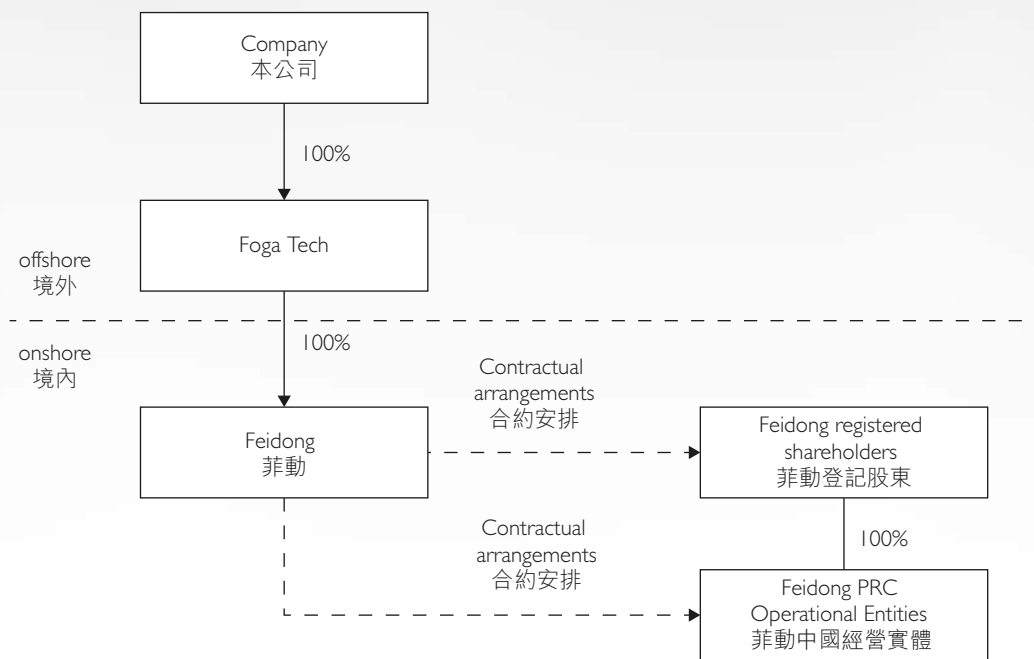 Company
本公司
100%
Foga Tech
offshore
境外
100%
onshore
境內
Contractual
arrangements
合約安排
Feidong
菲動
Feidong registered
shareholders
菲動登記股東
Contractual
arrangements
合約安排
100%
Feidong PRC
Operational Entities
菲動中國經營實體